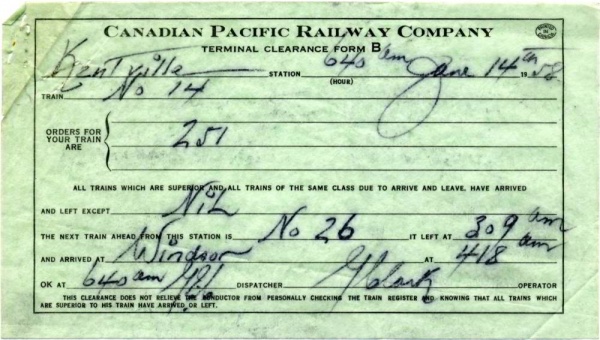 CANADIAN PACIFIC RAILWAY COMPANY
TERMINAL CLEARANCE FORM B
Kentville STATION 640 am (HOUR) June 14th 1958
TRAIN No 14
ORDERS FOR YOUR TRAIN ARE 251
ALL TRAINS WHICH ARE SUPERIOR AND ALL TRAINS OF THE SAME CLASS DUE TO ARRIVE AND LEAVE, HAVE ARRIVED
AND LEFT EXCEPT NiL
THE NEXT TRAIN AHEAD FROM THIS STATION IS No 26 IT LEFT AT 309 am
AND ARRIVED AT Windsor AT 418 am
OK AT 640 am DISPATCHER OPERATOR
THIS CLEARANCE DOES NOT RELIEVE THE CONDUCTOR FROM PERSONALLY CHECKING THE TRAIN REGISTER AND KNOWING THAT ALL TRAINS WHICH
ARE SUPERIOR TO HIS TRAIN HAVE ARRIVED OR LEFT.